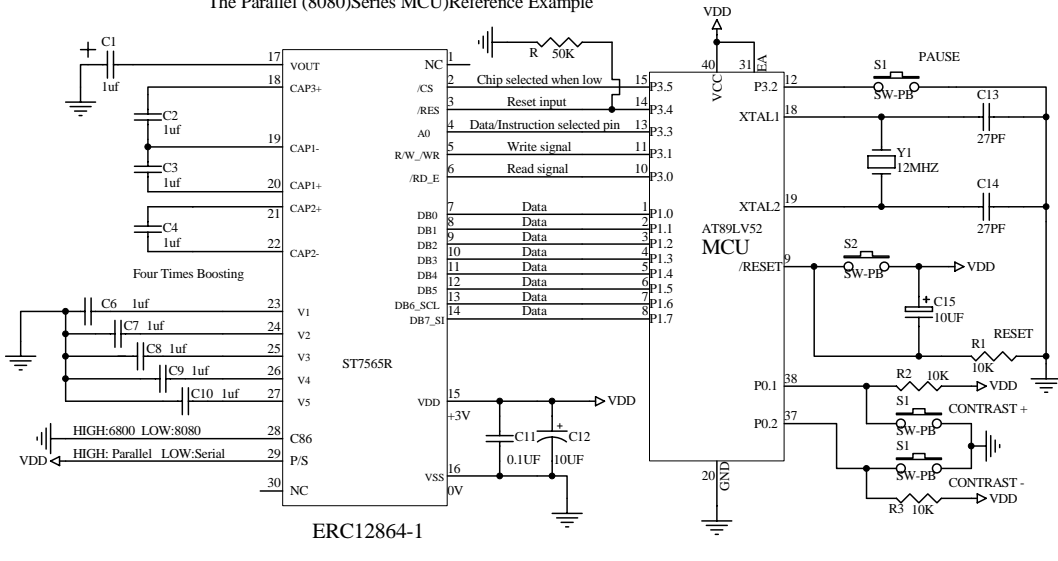 The Parallel (8080)Series MCU)Reference Example
C1
1uf
C2
1uf
C3
1uf
C4
1uf
Four Times Boosting
C6 1uf
C7 1uf
C8 1uf
C9 1uf
C10 1uf
HIGH:6800 LOW:8080
VDD
HIGH: Parallel LOW:Serial
17 VOUT
18 CAP3+
19 CAP1-
20 CAP1+
21 CAP2+
22 CAP2-
23 V1
24 V2
25 V3
26 V4
27 V5
28 C86
29 P/S
30 NC
ST7565R
ERC12864-1
NC 1
/CS 2
/RES 3
A0 4
R/W_/WR 5
/RD_E 6
DB0 7
DB1 8
DB2 9
DB3 10
DB4 11
DB5 12
DB6_SCL 13
DB7_SI 14
VDD 15
+3V
VSS 16
0V
R 50K
Chip selected when low
Reset input
Data/Instruction selected pin
Write signal
Read signal
Data
Data
Data
Data
Data
Data
Data
Data
VDD
C11
0.1UF
+
C12
10UF
15 P3.5
14 P3.4
13 P3.3
11 P3.1
10 P3.0
1 P1.0
2 P1.1
3 P1.2
4 P1.3
5 P1.4
6 P1.5
7 P1.6
8 P1.7
VDD
40 VCC
31 EA
AT89LV52
MCU
20 GND
P3.2 12
XTAL1 18
XTAL2 19
/RESET 9
P0.1 38
P0.2 37
S1
SW-PB
PAUSE
C13
27PF
Y1
12MHZ
C14
27PF
S2
SW-PB
VDD
+
C15
10UF
RESET
R1
10K
R2 10K
VDD
S1
SW-PB
CONTRAST +
S1
SW-PB
CONTRAST -
R3 10K
VDD